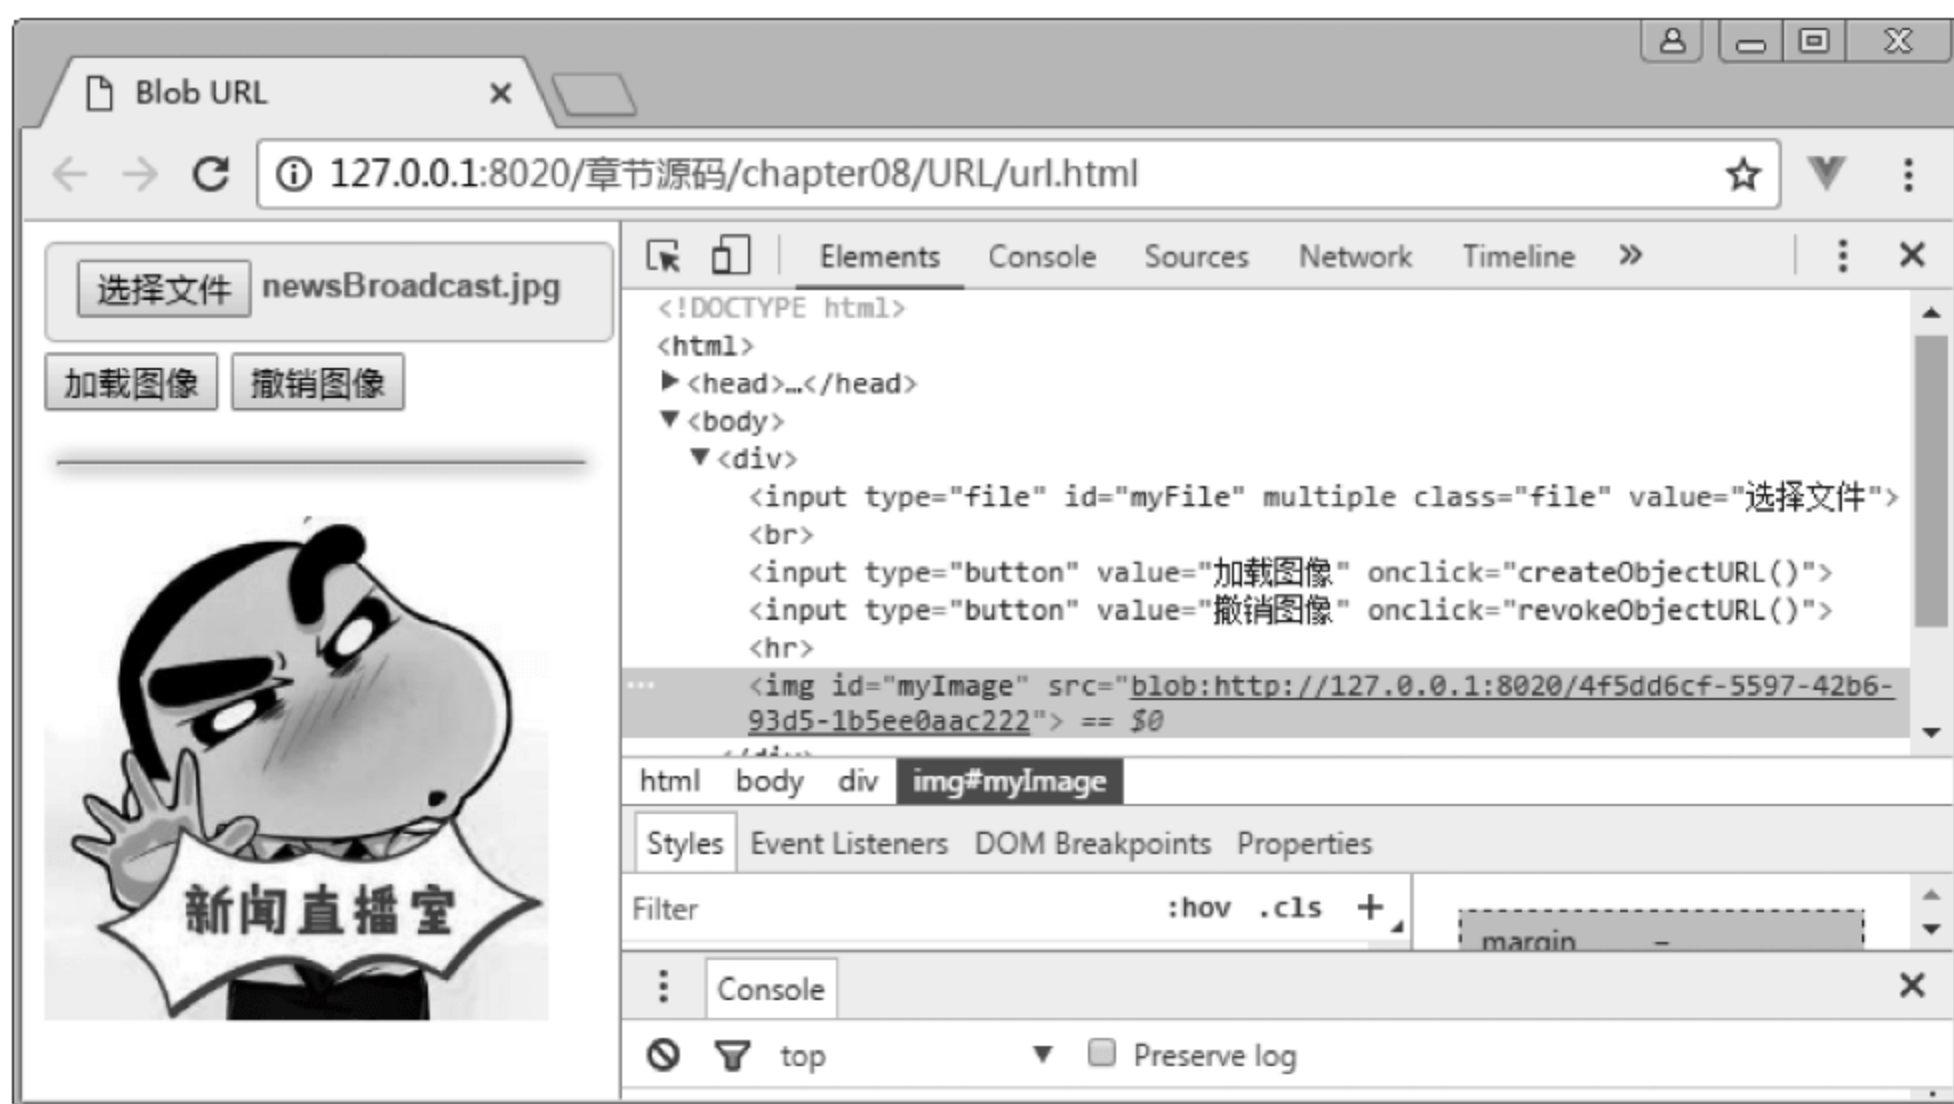 Blob URL
127.0.0.1:8020/章节源码/chapter08/URL/url.html
选择文件 newsBroadcast.jpg
加载图像 撤销图像
新闻直播室
Elements Console Sources Network Timeline »
<!DOCTYPE html>
<html>
<head>…</head>
<body>
<div>
<input type="file" id="myFile" multiple class="file" value="选择文件">
<br>
<input type="button" value="加载图像" onclick="createObjectURL()">
<input type="button" value="撤销图像" onclick="revokeObjectURL()">
<hr>
<img id="myImage" src="blob:http://127.0.0.1:8020/4f5dd6cf-5597-42b6-
93d5-1b5ee0aac222"> == $0
</div>
html body div img#myImage
Styles Event Listeners DOM Breakpoints Properties
Filter :hov .cls +
margin –
Console
top Preserve log